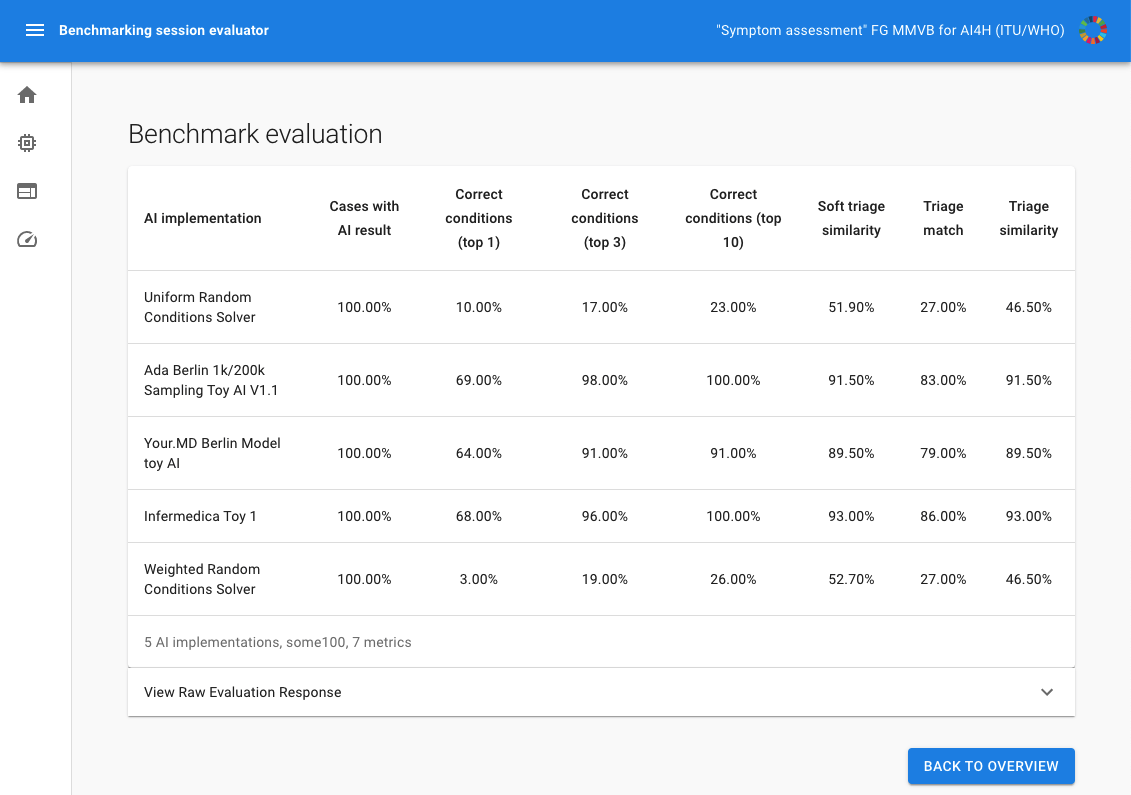 Benchmarking session evaluator
"Symptom assessment" FG MMVB for AI4H (ITU/WHO)
Benchmark evaluation
AI implementation
Cases with
AI result
Correct
conditions
(top 1)
Correct
conditions
(top 3)
Correct
conditions (top
10)
Soft triage
similarity
Triage
match
Triage
similarity
Uniform Random
Conditions Solver
100.00% 10.00% 17.00% 23.00% 51.90% 27.00% 46.50%
Ada Berlin 1k/200k
Sampling Toy AI V1.1
100.00% 69.00% 98.00% 100.00% 91.50% 83.00% 91.50%
Your.MD Berlin Model
toy AI
100.00% 64.00% 91.00% 91.00% 89.50% 79.00% 89.50%
Infermedica Toy 1 100.00% 68.00% 96.00% 100.00% 93.00% 86.00% 93.00%
Weighted Random
Conditions Solver
100.00% 3.00% 19.00% 26.00% 52.70% 27.00% 46.50%
5 AI implementations, some100, 7 metrics
View Raw Evaluation Response
BACK TO OVERVIEW